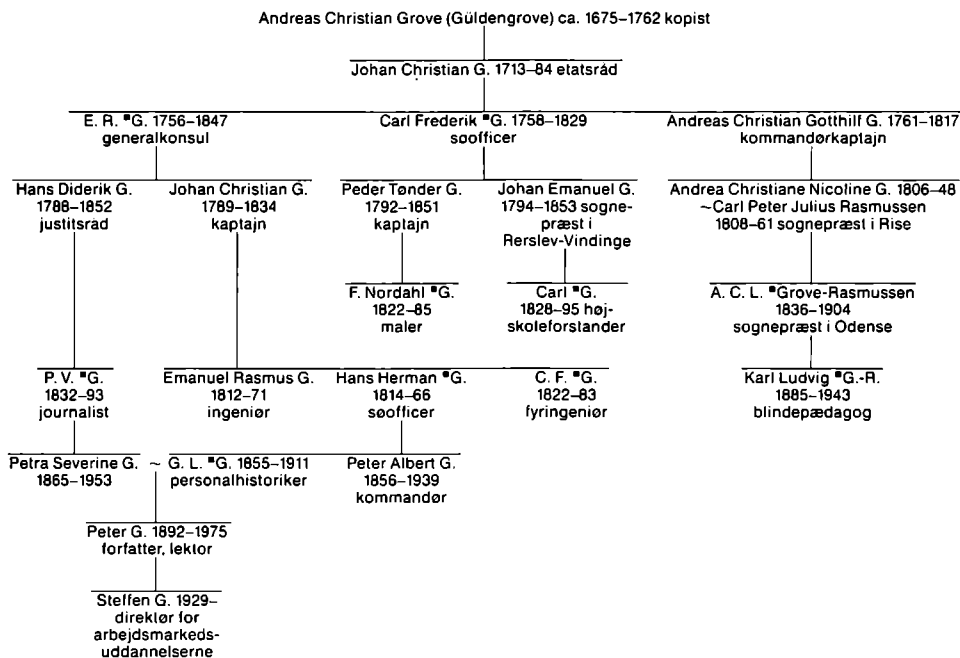 Andreas Christian Grove (Güldengrove) ca. 1675–1762 kopist
Johan Christian G. 1713–84 etatsråd
E. R. ■G. 1756–1847
generalkonsul
Carl Frederik ■G. 1758–1829
søofficer
Andreas Christian Gotthilf G. 1761–1817
kommandørkaptajn
Hans Diderik G.
1788–1852
justitsråd
Johan Christian G.
1789–1834
kaptajn
Peder Tønder G.
1792–1851
kaptajn
Johan Emanuel G.
1794–1853 sogne-
præst i
Rerslev-Vindinge
Andrea Christiane Nicoline G. 1806–48
~Carl Peter Julius Rasmussen
1808–61 sognepræst i Rise
F. Nordahl ■G.
1822–85
maler
Carl ■G.
1828–95 høj-
skoleforstander
A. C. L. ■Grove-Rasmussen
1836–1904
sognepræst i Odense
P. V. ■G.
1832–93
journalist
Emanuel Rasmus G.
1812–71
ingeniør
Hans Herman ■G.
1814–66
søofficer
C. F. ■G.
1822–83
fyringeniør
Karl Ludvig ■G.-R.
1885–1943
blindepædagog
Petra Severine G.
1865–1953
~ G. L. ■G. 1855–1911
personalhistoriker
Peter Albert G.
1856–1939
kommandør
Peter G. 1892–1975
forfatter, lektor
Steffen G. 1929–
direktør for
arbejdsmarkeds-
uddannelserne